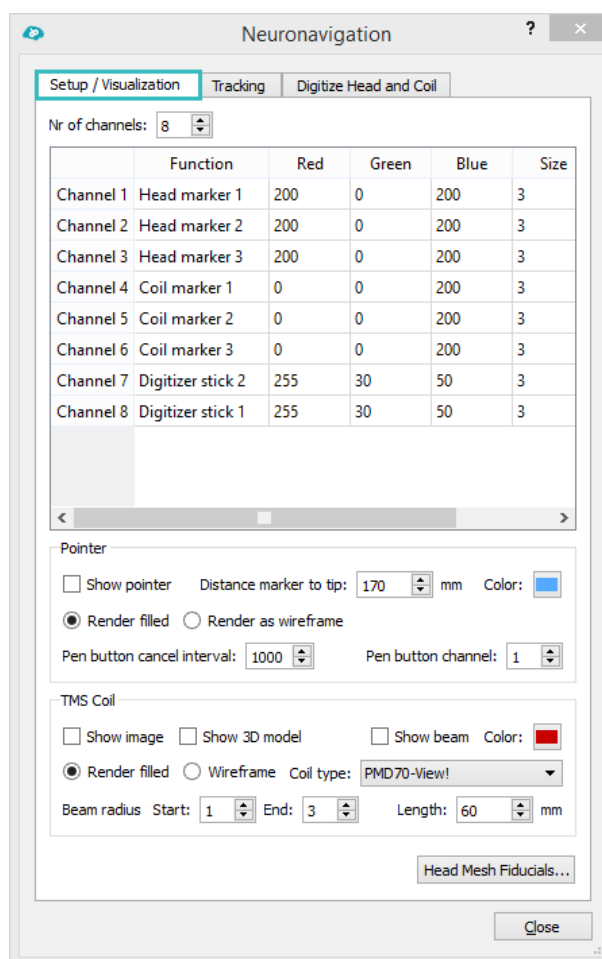 Neuronavigation ?
Setup / Visualization Tracking Digitize Head and Coil
Nr of channels: 8
Function Red Green Blue Size
Channel 1 Head marker 1 200 0 200 3
Channel 2 Head marker 2 200 0 200 3
Channel 3 Head marker 3 200 0 200 3
Channel 4 Coil marker 1 0 0 200 3
Channel 5 Coil marker 2 0 0 200 3
Channel 6 Coil marker 3 0 0 200 3
Channel 7 Digitizer stick 2 255 30 50 3
Channel 8 Digitizer stick 1 255 30 50 3
Pointer
Show pointer Distance marker to tip: 170 mm Color:
Render filled Render as wireframe
Pen button cancel interval: 1000 Pen button channel: 1
TMS Coil
Show image Show 3D model Show beam Color:
Render filled Wireframe Coil type: PMD70-View!
Beam radius Start: 1 End: 3 Length: 60 mm
Head Mesh Fiducials...
Close